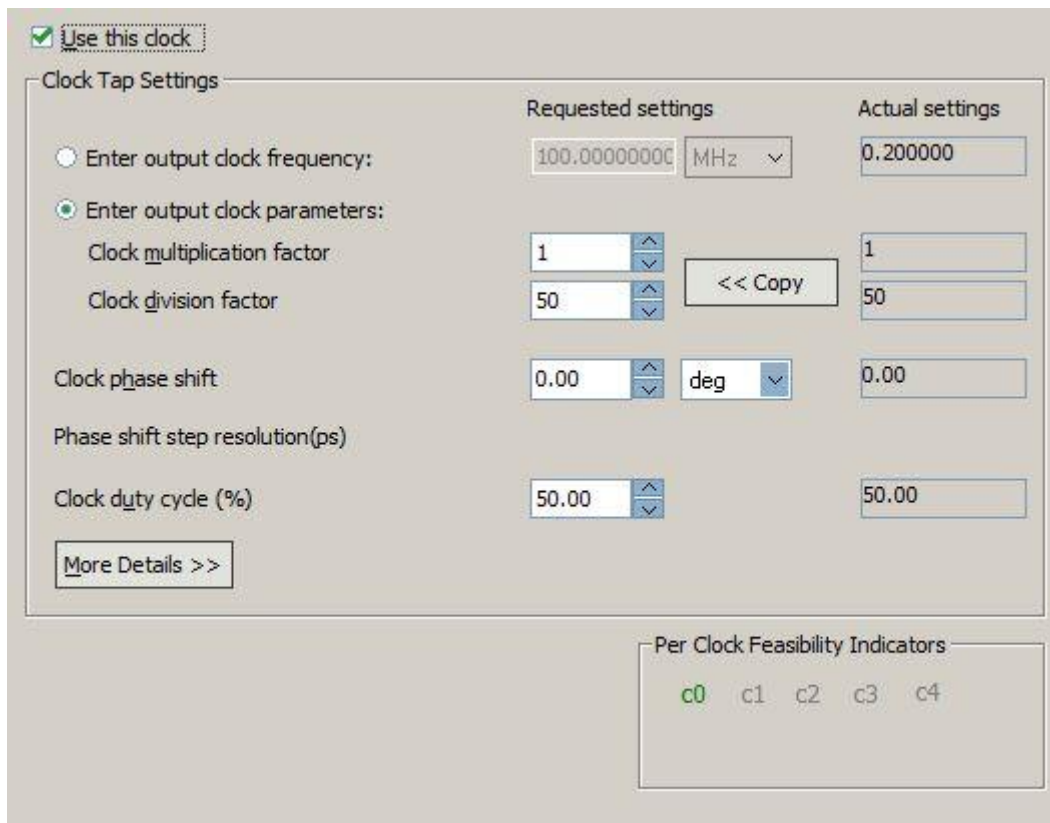 Use this clock
Clock Tap Settings
Requested settings Actual settings
Enter output clock frequency: 100.00000000 MHz 0.200000
Enter output clock parameters:
Clock multiplication factor 1 1
<< Copy
Clock division factor 50 50
Clock phase shift 0.00 deg 0.00
Phase shift step resolution(ps)
Clock duty cycle (%) 50.00 50.00
More Details >>
Per Clock Feasibility Indicators
c0 c1 c2 c3 c4